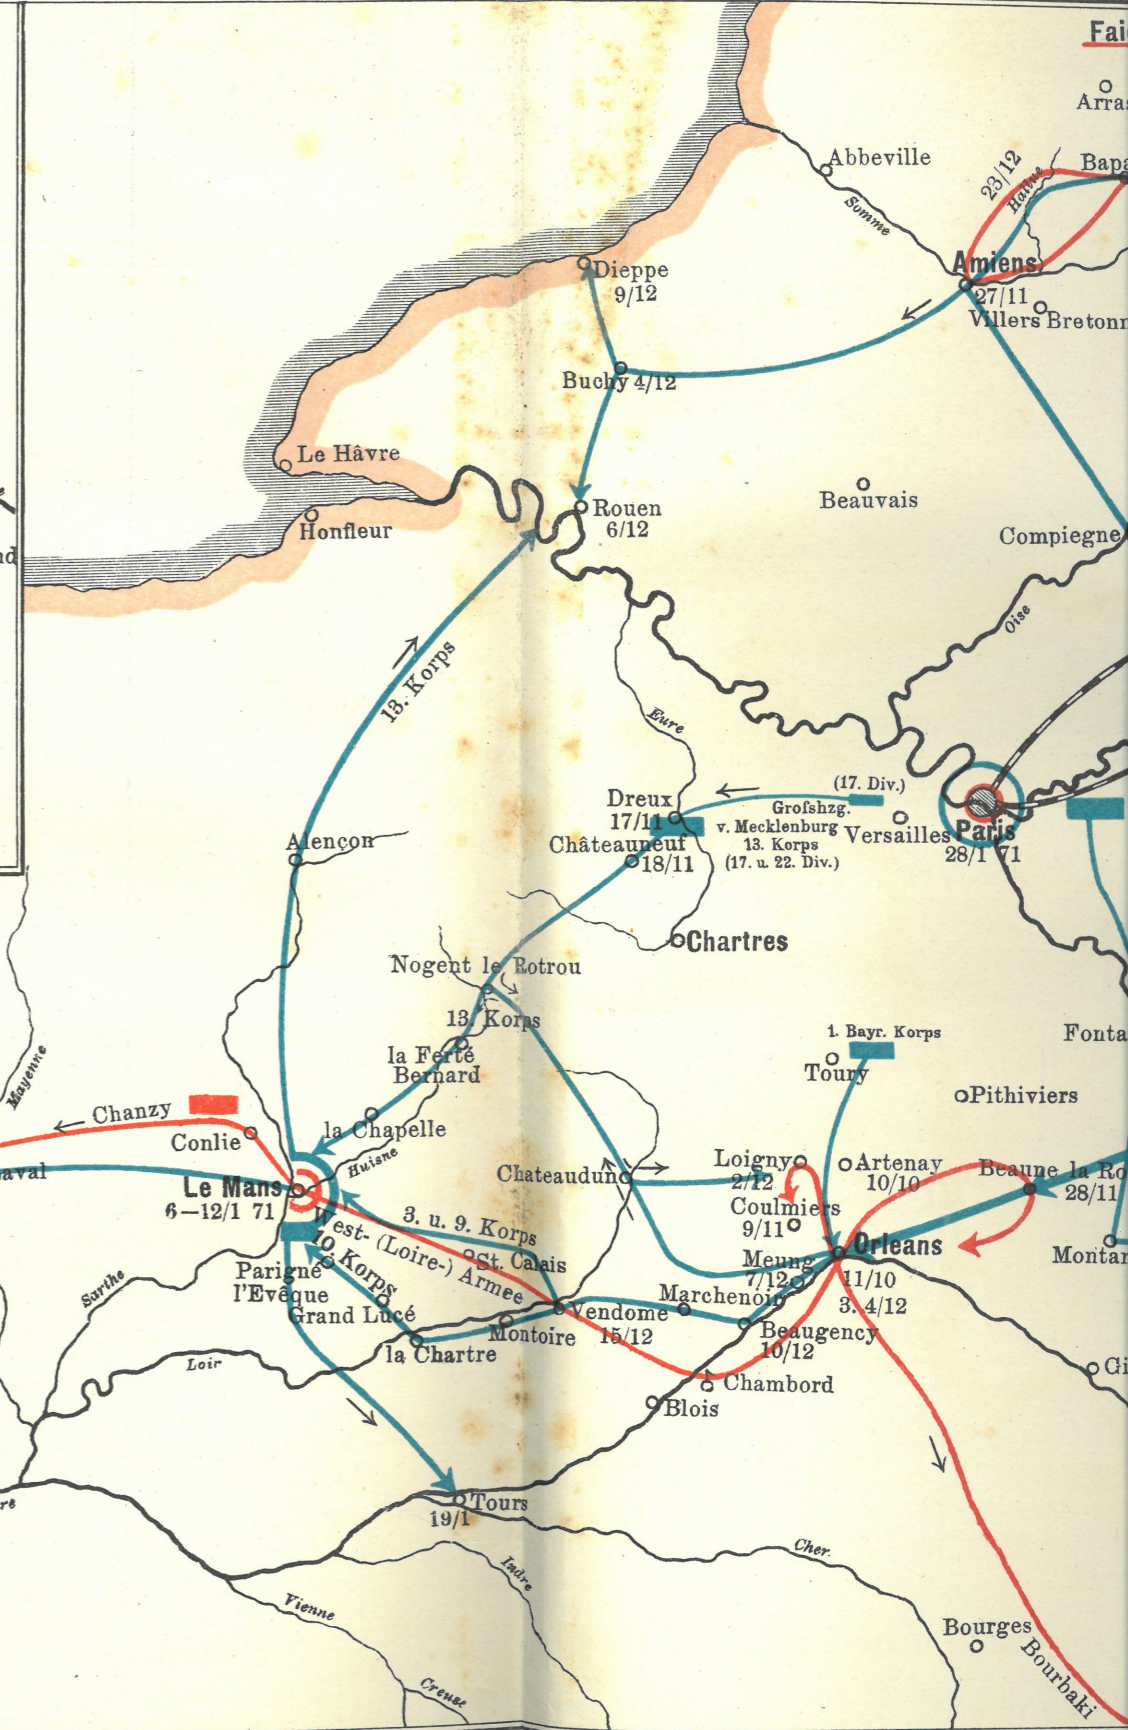 Fai
Arras
Abbeville
23/12
Hallue
Bapa
Somme
Amiens
27/11
Villers Bretonn
Dieppe
9/12
Buchy 4/12
Le Hâvre
Honfleur
Rouen
6/12
Beauvais
Compiegne
Oise
nd
13. Korps
Eure
Dreux
17/11
(17. Div.)
Grofshzg.
v. Mecklenburg
13. Korps
(17. u. 22. Div.)
Versailles
Paris
28/1 71
Châteauneuf
18/11
Alençon
Chartres
Nogent le Rotrou
13. Korps
la Ferté
Bernard
1. Bayr. Korps
Toury
Fonta
Pithiviers
Mayenne
Chanzy
Conlie
la Chapelle
Huisne
aval
Le Mans
6–12/1 71
Chateaudun
Loigny
2/12
Artenay
10/10
Beaune la Ro
28/11
Coulmiers
9/11
3. u. 9. Korps
West- (Loire-) Armee
10. Korps
St. Calais
Orleans
11/10
3. 4/12
Montar
Meung
7/12
Marchenoir
Parigné
l'Evêque
Grand Lucé
Sarthe
Vendome
15/12
Montoire
la Chartre
Beaugency
10/12
Loir
Chambord
Blois
Gi
Tours
19/1
re
Cher.
Indre
Vienne
Creuse
Bourges
Bourbaki